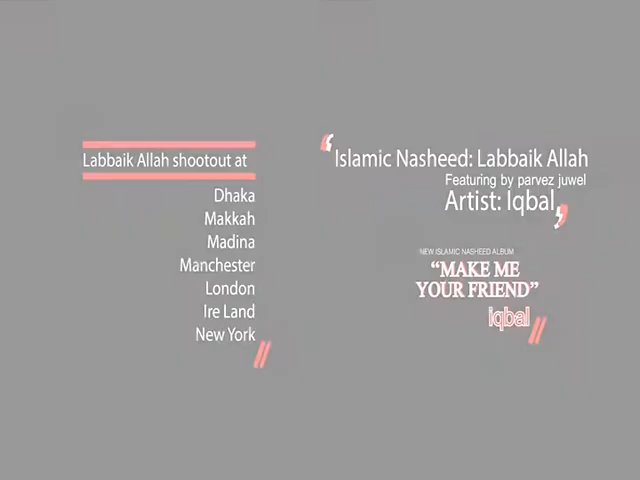 Labbaik Allah shootout at
Dhaka
Makkah
Madina
Manchester
London
Ire Land
New York
Islamic Nasheed: Labbaik Allah
Featuring by parvez juwel
Artist: Iqbal
NEW ISLAMIC NASHEED ALBUM
“MAKE ME
YOUR FRIEND”
iqbal